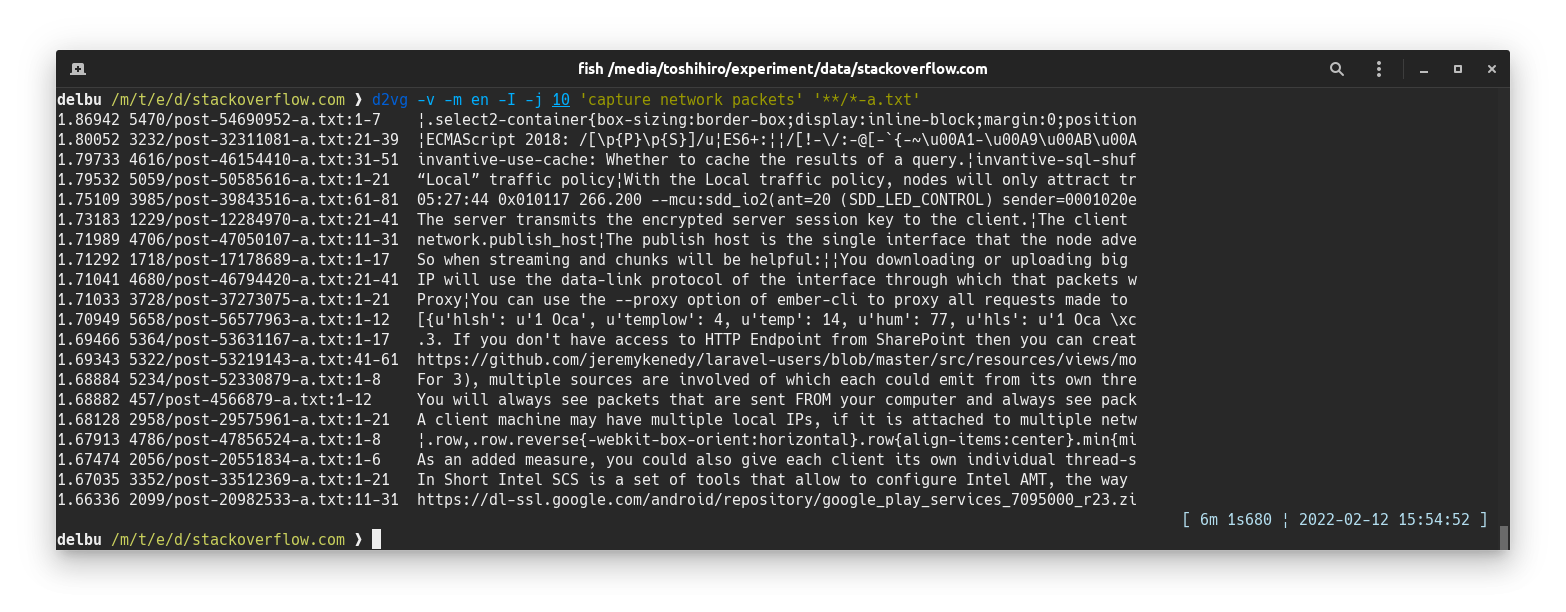 fish /media/toshihiro/experiment/data/stackoverflow.com
delbu /m/t/e/d/stackoverflow.com ❯ d2vg -v -m en -I -j 10 'capture network packets' '**/*-a.txt'
1.86942 5470/post-54690952-a.txt:1-7 ¦.select2-container{box-sizing:border-box;display:inline-block;margin:0;position
1.80052 3232/post-32311081-a.txt:21-39 ¦ECMAScript 2018: /[\p{P}\p{S}]/u¦ES6+:¦¦/[!-\/:-@[-`{-~\u00A1-\u00A9\u00AB\u00A
1.79733 4616/post-46154410-a.txt:31-51 invantive-use-cache: Whether to cache the results of a query.¦invantive-sql-shuf
1.79532 5059/post-50585616-a.txt:1-21 “Local” traffic policy¦With the Local traffic policy, nodes will only attract tr
1.75109 3985/post-39843516-a.txt:61-81 05:27:44 0x010117 266.200 --mcu:sdd_io2(ant=20 (SDD_LED_CONTROL) sender=0001020e
1.73183 1229/post-12284970-a.txt:21-41 The server transmits the encrypted server session key to the client.¦The client
1.71989 4706/post-47050107-a.txt:11-31 network.publish_host¦The publish host is the single interface that the node adve
1.71292 1718/post-17178689-a.txt:1-17 So when streaming and chunks will be helpful:¦¦You downloading or uploading big
1.71041 4680/post-46794420-a.txt:21-41 IP will use the data-link protocol of the interface through which that packets w
1.71033 3728/post-37273075-a.txt:1-21 Proxy¦You can use the --proxy option of ember-cli to proxy all requests made to
1.70949 5658/post-56577963-a.txt:1-12 [{u'hlsh': u'1 Oca', u'templow': 4, u'temp': 14, u'hum': 77, u'hls': u'1 Oca \xc
1.69466 5364/post-53631167-a.txt:1-17 .3. If you don't have access to HTTP Endpoint from SharePoint then you can creat
1.69343 5322/post-53219143-a.txt:41-61 https://github.com/jeremykenedy/laravel-users/blob/master/src/resources/views/mo
1.68884 5234/post-52330879-a.txt:1-8 For 3), multiple sources are involved of which each could emit from its own thre
1.68882 457/post-4566879-a.txt:1-12 You will always see packets that are sent FROM your computer and always see pack
1.68128 2958/post-29575961-a.txt:1-21 A client machine may have multiple local IPs, if it is attached to multiple netw
1.67913 4786/post-47856524-a.txt:1-8 ¦.row,.row.reverse{-webkit-box-orient:horizontal}.row{align-items:center}.min{mi
1.67474 2056/post-20551834-a.txt:1-6 As an added measure, you could also give each client its own individual thread-s
1.67035 3352/post-33512369-a.txt:1-21 In Short Intel SCS is a set of tools that allow to configure Intel AMT, the way
1.66336 2099/post-20982533-a.txt:11-31 https://dl-ssl.google.com/android/repository/google_play_services_7095000_r23.zi
[ 6m 1s680 ¦ 2022-02-12 15:54:52 ]
delbu /m/t/e/d/stackoverflow.com ❯